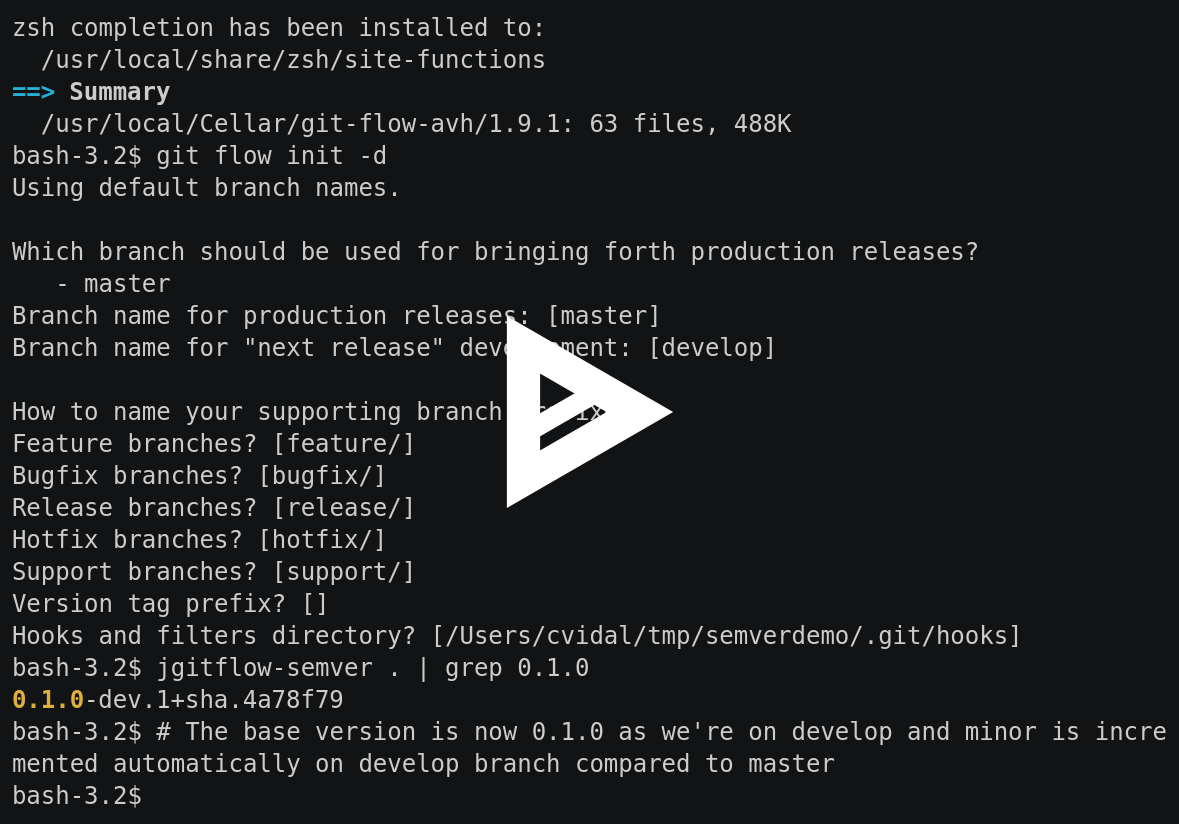 zsh completion has been installed to:
  /usr/local/share/zsh/site-functions
==> Summary
  /usr/local/Cellar/git-flow-avh/1.9.1: 63 files, 488K
bash-3.2$ git flow init -d
Using default branch names.

Which branch should be used for bringing forth production releases?
   - master
Branch name for production releases: [master]
Branch name for "next release" development: [develop]

How to name your supporting branch
Feature branches? [feature/]
Bugfix branches? [bugfix/]
Release branches? [release/]
Hotfix branches? [hotfix/]
Support branches? [support/]
Version tag prefix? []
Hooks and filters directory? [/Users/cvidal/tmp/semverdemo/.git/hooks]
bash-3.2$ jgitflow-semver . | grep 0.1.0
0.1.0-dev.1+sha.4a78f79
bash-3.2$ # The base version is now 0.1.0 as we're on develop and minor is incre
mented automatically on develop branch compared to master
bash-3.2$